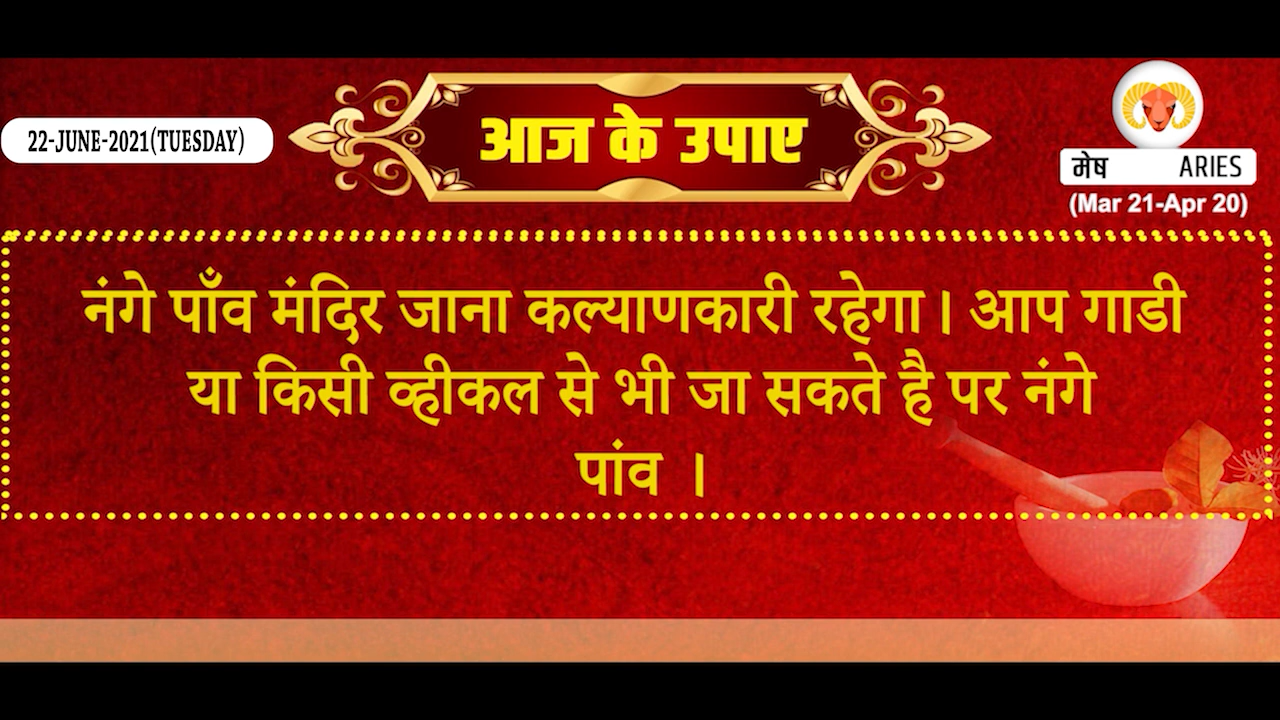 22-JUNE-2021(TUESDAY)
आज के उपाए
मेष ARIES
(Mar 21-Apr 20)
नंगे पाँव मंदिर जाना कल्याणकारी रहेगा। आप गाडी
या किसी व्हीकल से भी जा सकते है पर नंगे
पांव ।